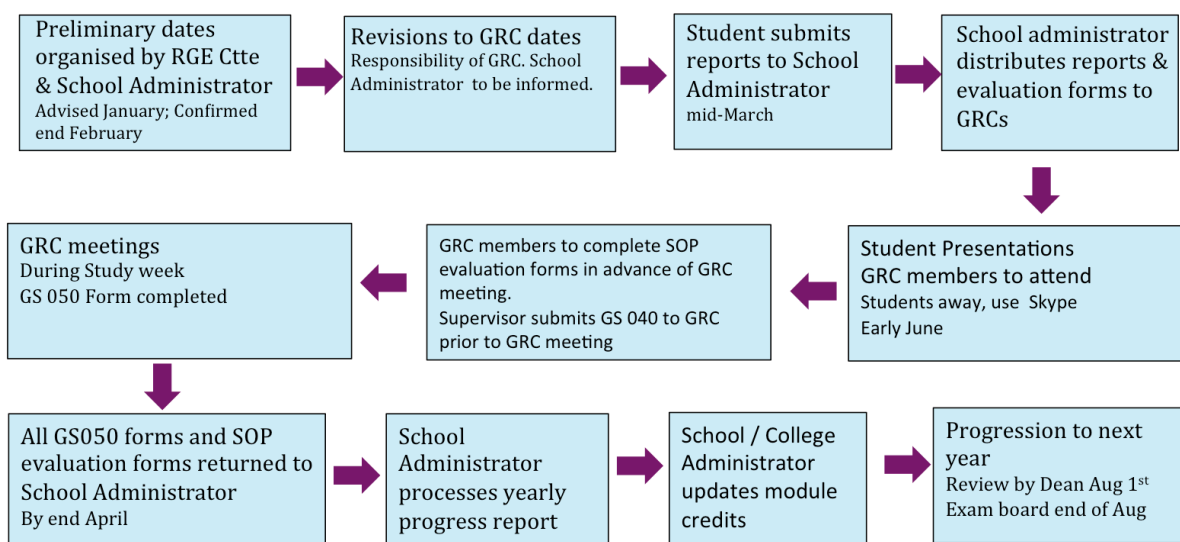 Preliminary dates
organised by RGE Ctte
& School Administrator
Advised January; Confirmed
end February
Revisions to GRC dates
Responsibility of GRC. School
Administrator to be informed.
Student submits
reports to School
Administrator
mid-March
School administrator
distributes reports &
evaluation forms to
GRCs
Student Presentations
GRC members to attend
Students away, use Skype
Early June
GRC members to complete SOP
evaluation forms in advance of GRC
meeting.
Supervisor submits GS 040 to GRC
prior to GRC meeting
GRC meetings
During Study week
GS 050 Form completed
All GS050 forms and SOP
evaluation forms returned to
School Administrator
By end April
School
Administrator
processes yearly
progress report
School / College
Administrator
updates module
credits
Progression to next
year
Review by Dean Aug 1st
Exam board end of Aug